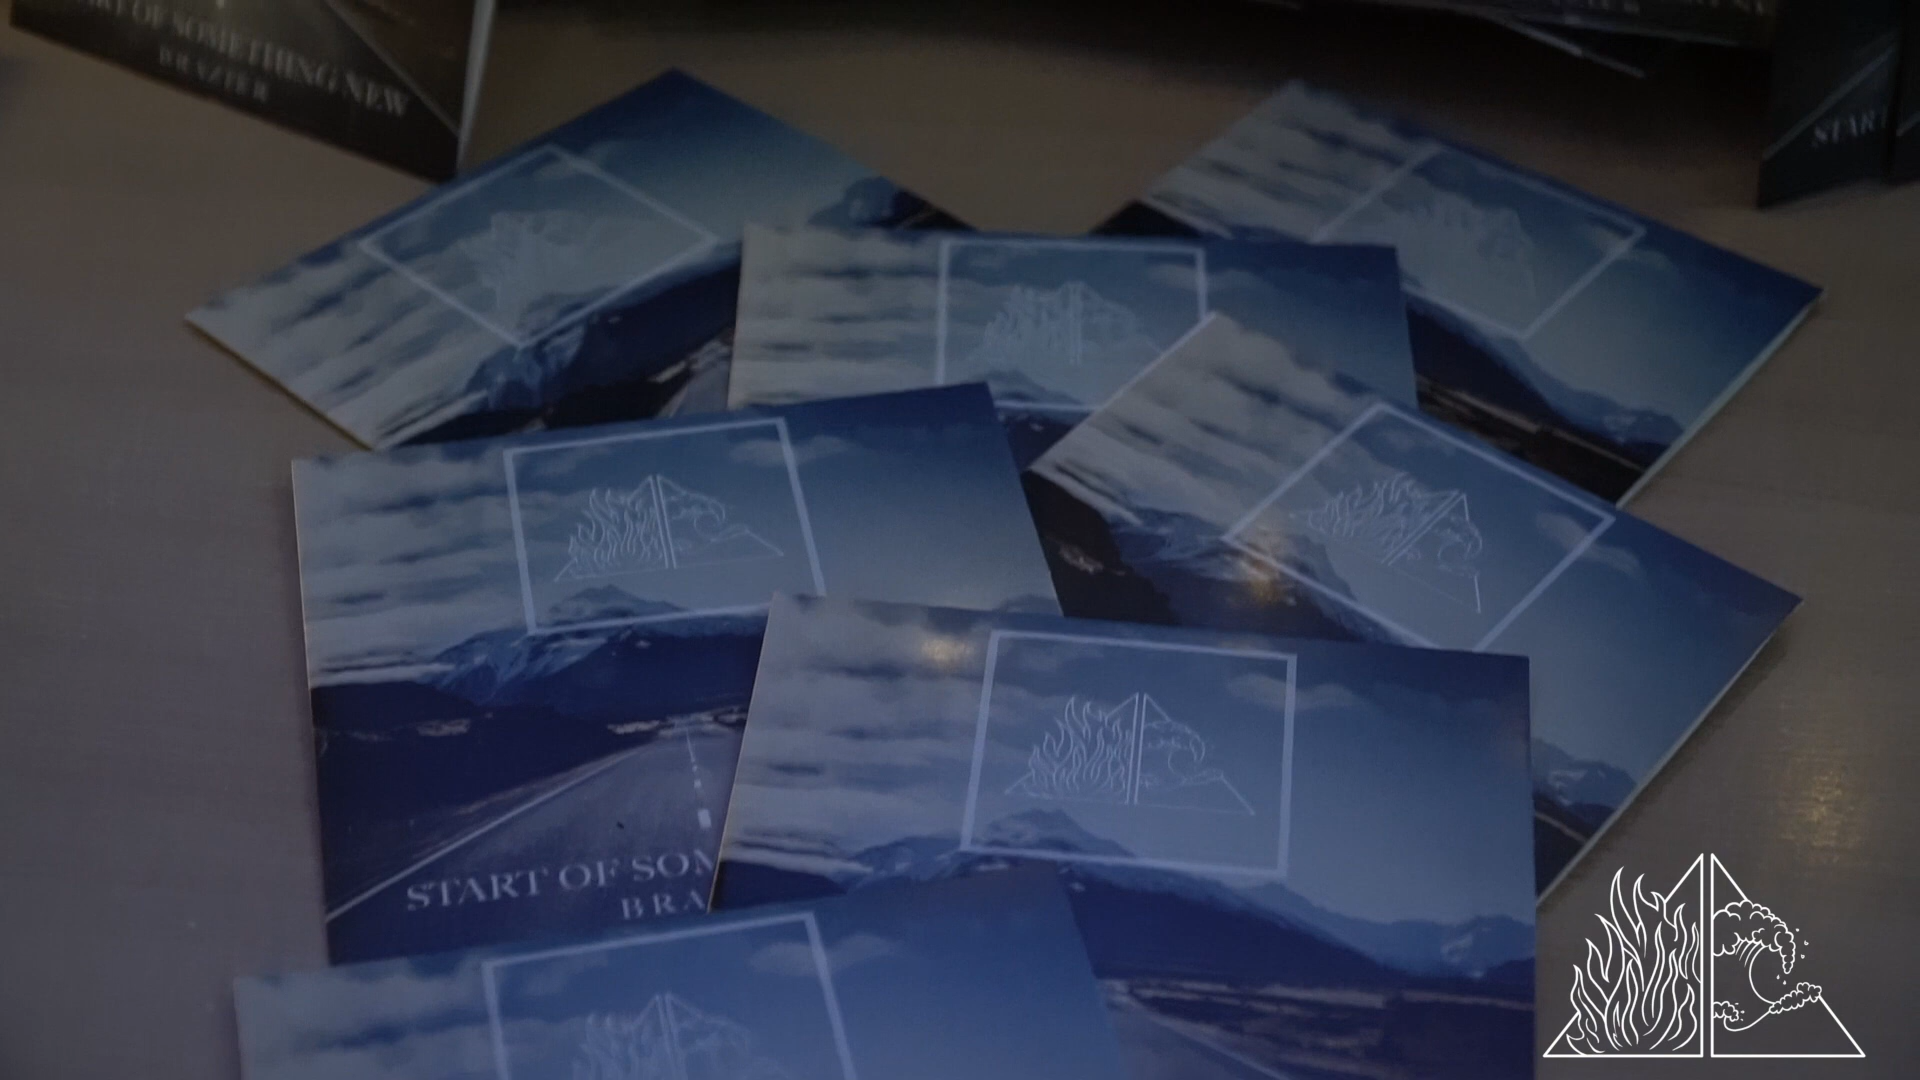 OF SOMETHING NEW
BRAZIER
START
START OF SOM
BRA